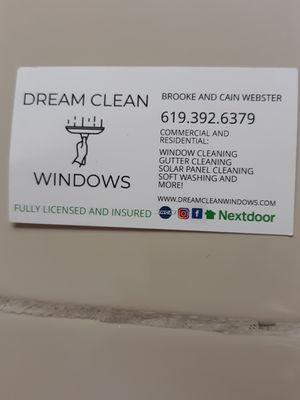 DREAM CLEAN
WINDOWS
BROOKE AND CAIN WEBSTER
619.392.6379
COMMERCIAL AND
RESIDENTIAL:
WINDOW CLEANING
GUTTER CLEANING
SOLAR PANEL CLEANING
SOFT WASHING AND
MORE!
WWW.DREAMCLEANWINDOWS.COM
FULLY LICENSED AND INSURED
Nextdoor